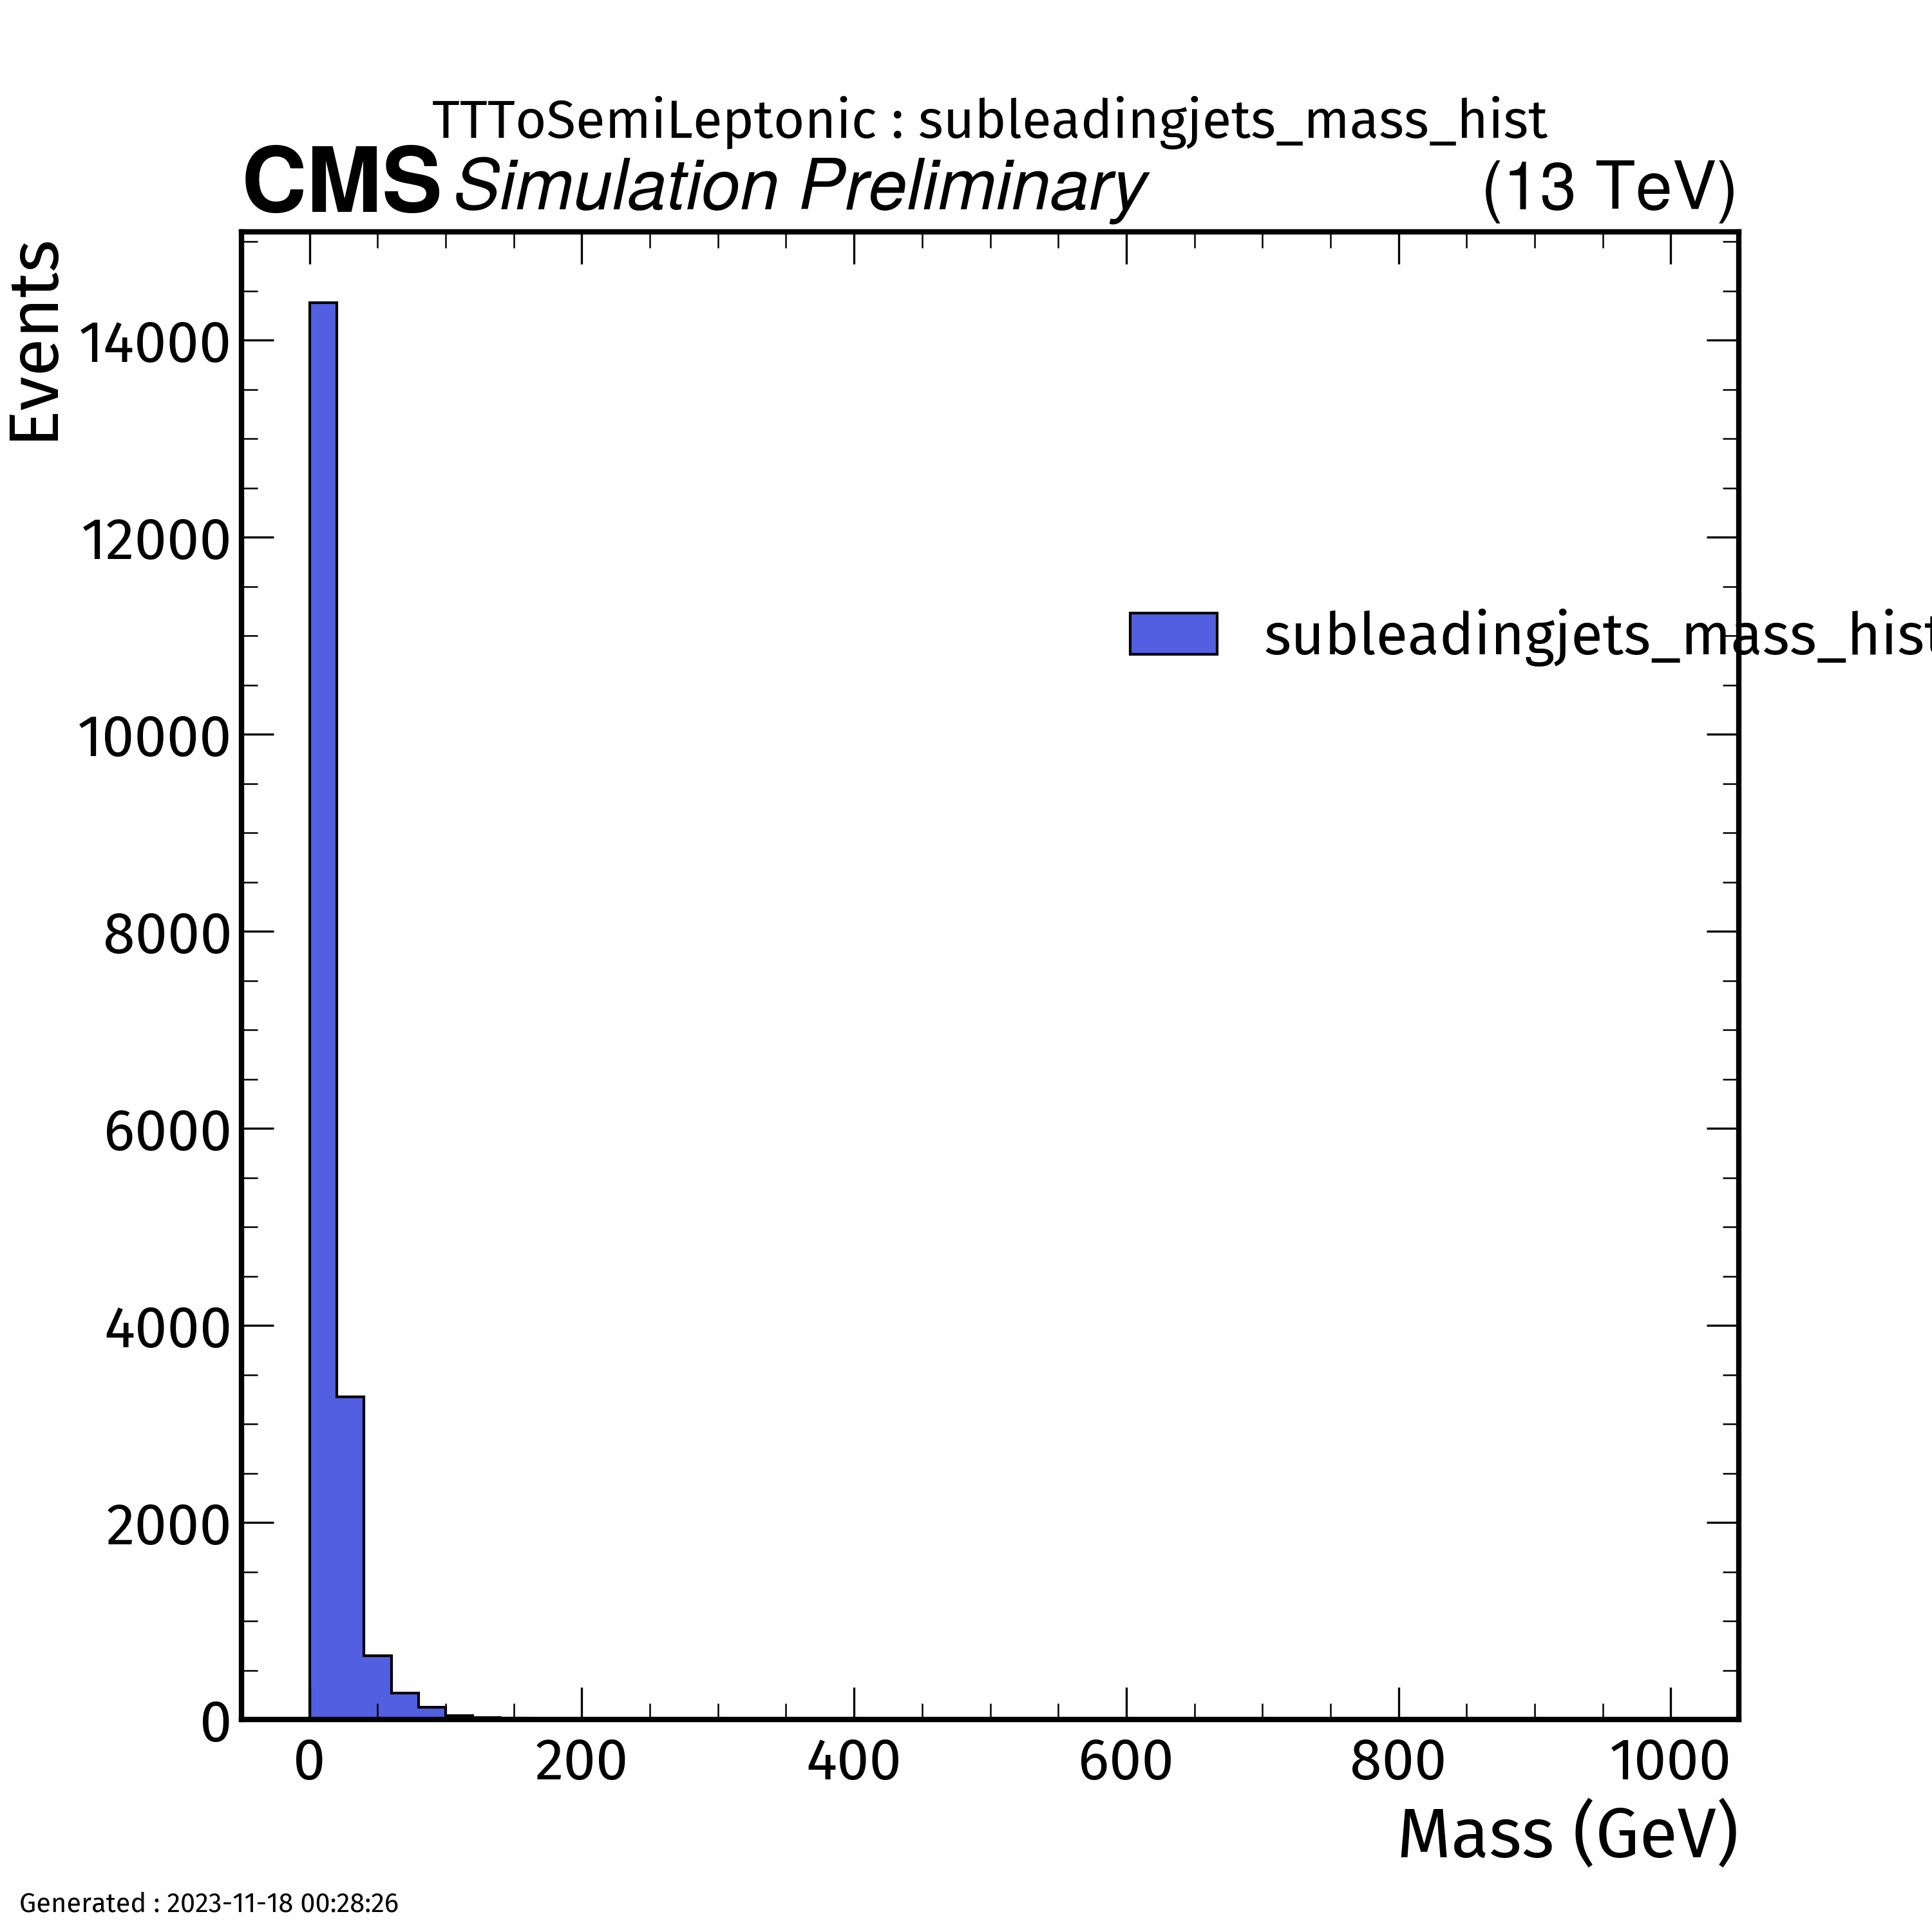 TTToSemiLeptonic : subleadingjets_mass_hist
CMS Simulation Preliminary (13 TeV)
Events
14000
12000
10000
8000
6000
4000
2000
0
subleadingjets_mass_hist
0 200 400 600 800 1000
Mass (GeV)
Generated : 2023-11-18 00:28:26